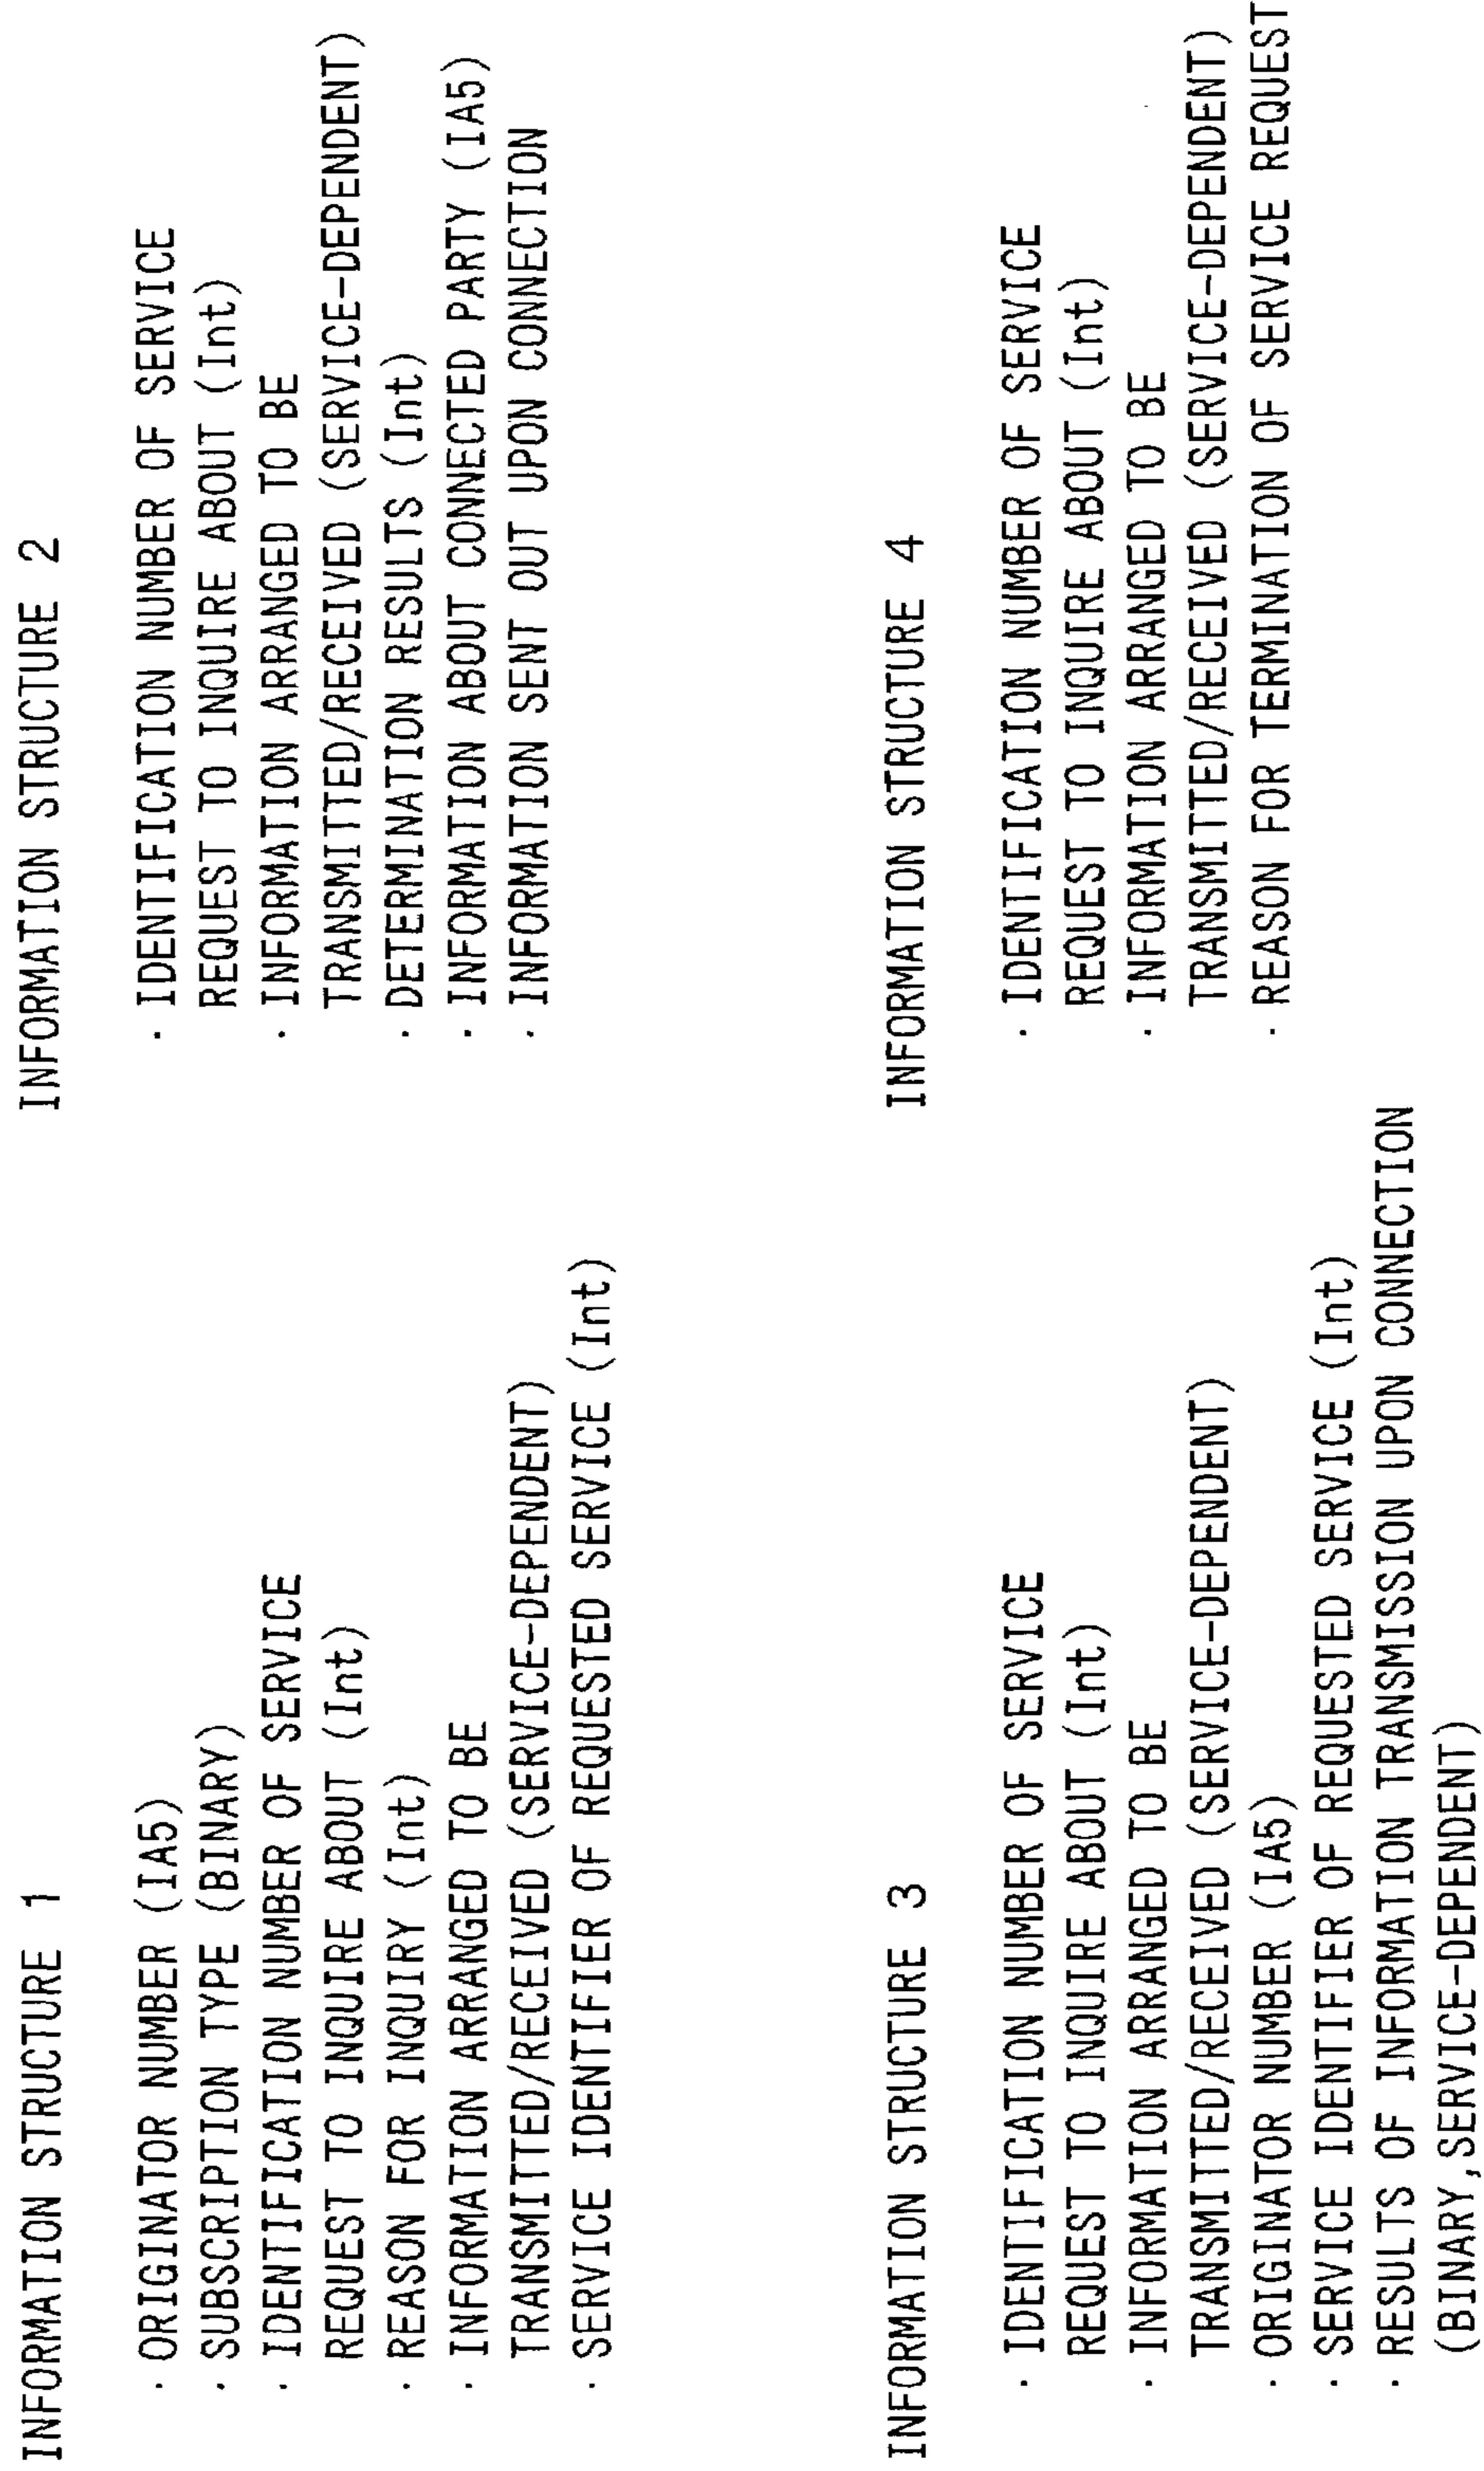 INFORMATION STRUCTURE 1
· ORIGINATOR NUMBER (IA5)
· SUBSCRIPTION TYPE (BINARY)
· IDENTIFICATION NUMBER OF SERVICE
REQUEST TO INQUIRE ABOUT (Int)
· REASON FOR INQUIRY (Int)
· INFORMATION ARRANGED TO BE
TRANSMITTED/RECEIVED (SERVICE-DEPENDENT)
· SERVICE IDENTIFIER OF REQUESTED SERVICE (Int)
INFORMATION STRUCTURE 2
· IDENTIFICATION NUMBER OF SERVICE
REQUEST TO INQUIRE ABOUT (Int)
· INFORMATION ARRANGED TO BE
TRANSMITTED/RECEIVED (SERVICE-DEPENDENT)
· DETERMINATION RESULTS (Int)
· INFORMATION ABOUT CONNECTED PARTY (IA5)
· INFORMATION SENT OUT UPON CONNECTION
INFORMATION STRUCTURE 3
· IDENTIFICATION NUMBER OF SERVICE
REQUEST TO INQUIRE ABOUT (Int)
· INFORMATION ARRANGED TO BE
TRANSMITTED/RECEIVED (SERVICE-DEPENDENT)
· ORIGINATOR NUMBER (IA5)
· SERVICE IDENTIFIER OF REQUESTED SERVICE (Int)
· RESULTS OF INFORMATION TRANSMISSION UPON CONNECTION
(BINARY,SERVICE-DEPENDENT)
INFORMATION STRUCTURE 4
· IDENTIFICATION NUMBER OF SERVICE
REQUEST TO INQUIRE ABOUT (Int)
· INFORMATION ARRANGED TO BE
TRANSMITTED/RECEIVED (SERVICE-DEPENDENT)
· REASON FOR TERMINATION OF SERVICE REQUEST